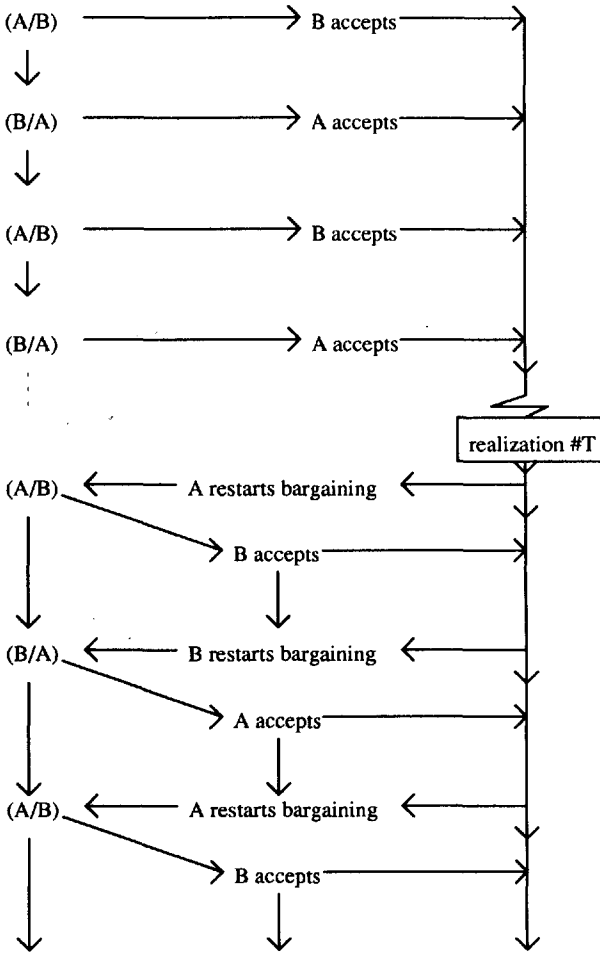 (A/B) B accepts
(B/A) A accepts
(A/B) B accepts
(B/A) A accepts
realization #T
(A/B) A restarts bargaining
B accepts
(B/A) B restarts bargaining
A accepts
(A/B) A restarts bargaining
B accepts